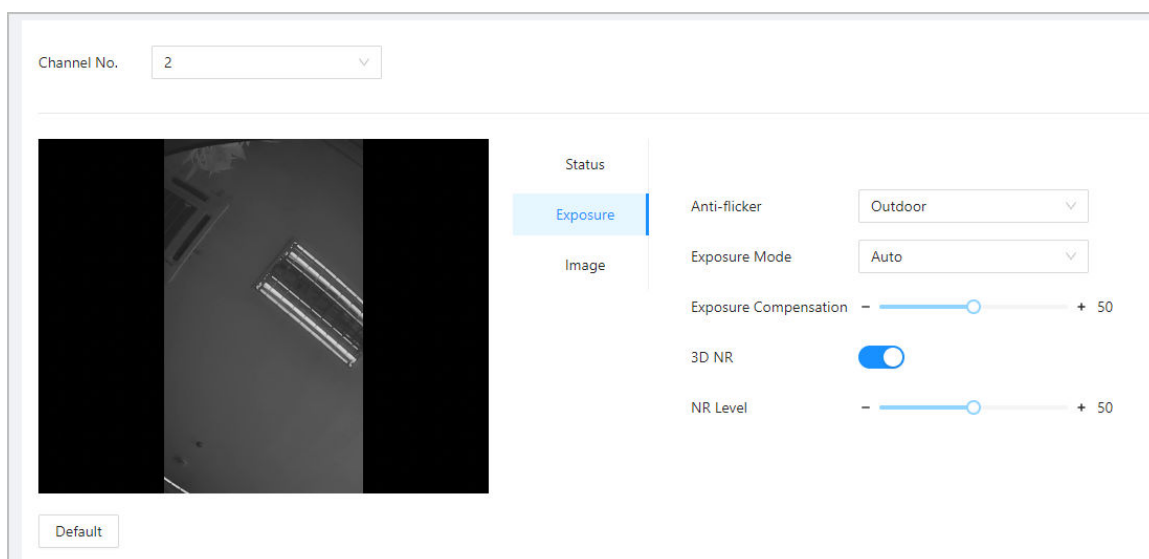 Channel No. 2
Status
Exposure
Image
Anti-flicker Outdoor
Exposure Mode Auto
Exposure Compensation - + 50
3D NR
NR Level - + 50
Default